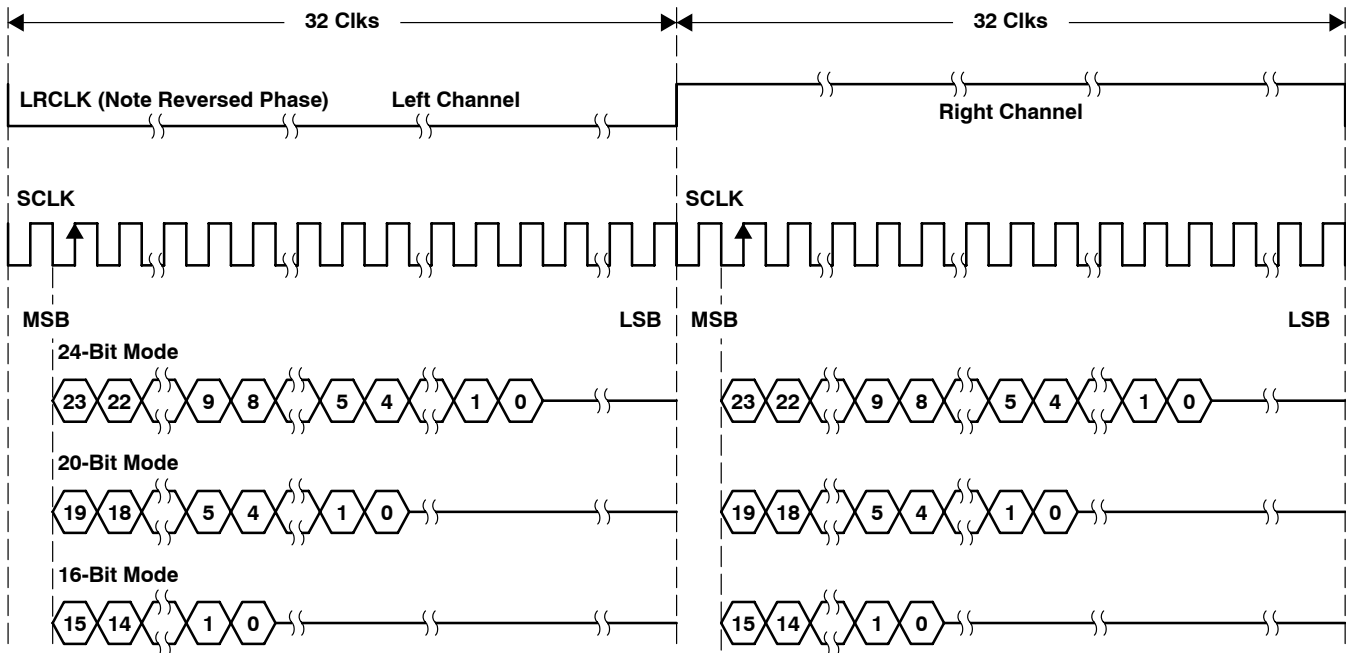 32 Clks 32 Clks
LRCLK (Note Reversed Phase) Left Channel
Right Channel
SCLK SCLK
MSB LSB MSB LSB
24-Bit Mode
23 22 9 8 5 4 1 0 23 22 9 8 5 4 1 0
20-Bit Mode
19 18 5 4 1 0 19 18 5 4 1 0
16-Bit Mode
15 14 1 0 15 14 1 0